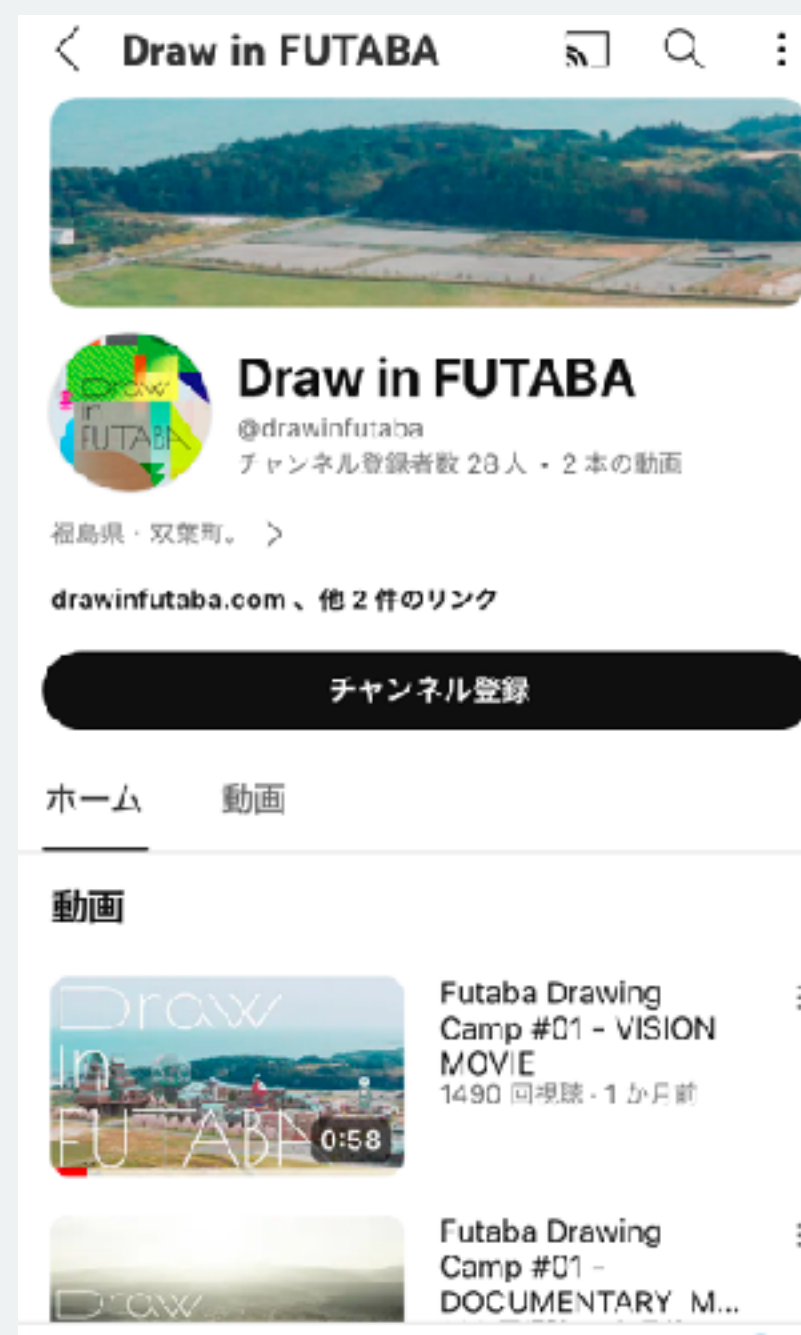 Draw in FUTABA
Draw
in
FUTABA
Draw in FUTABA
@drawinfutaba
チャンネル登録者数 28人・2 本の動画
福島県・双葉町。
drawinfutaba.com 、他 2 件のリンク
チャンネル登録
ホーム 動画
動画
Draw
in
FUTABA
0:58
Futaba Drawing
Camp #01 - VISION
MOVIE
1490 回視聴・1 か月前
Draw
Futaba Drawing
Camp #01 -
DOCUMENTARY M...